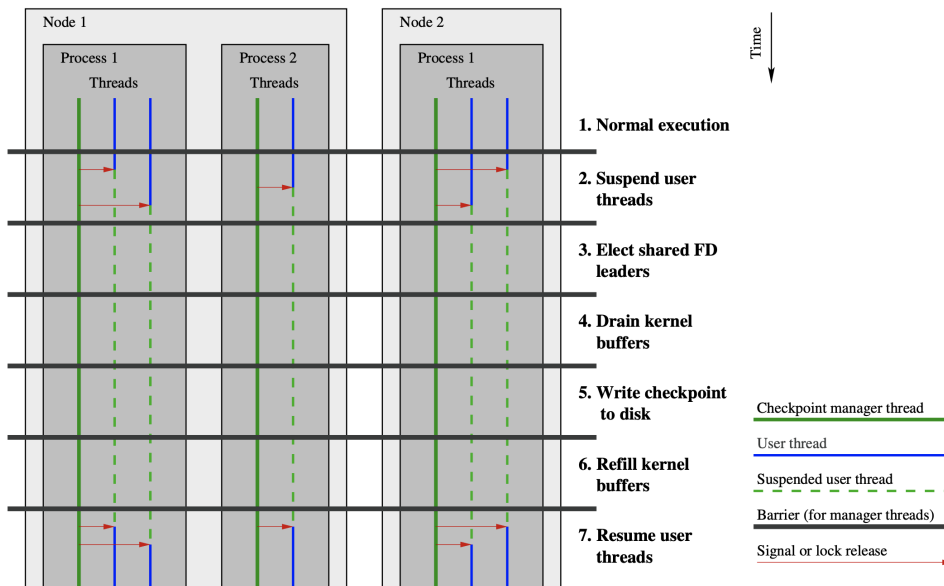 Node 1
Node 2
Process 1
Process 2
Process 1
Threads
Threads
Threads
Time
1. Normal execution
2. Suspend user
threads
3. Elect shared FD
leaders
4. Drain kernel
buffers
5. Write checkpoint
to disk
6. Refill kernel
buffers
7. Resume user
threads
Checkpoint manager thread
User thread
Suspended user thread
Barrier (for manager threads)
Signal or lock release